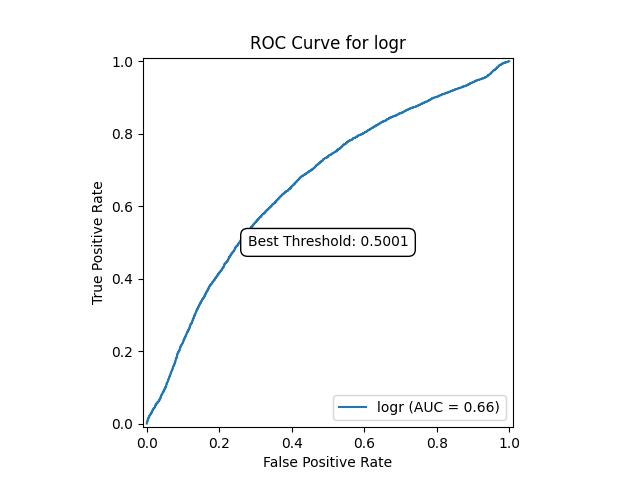 ROC Curve for logr
1.0
0.8
0.6
0.4
0.2
0.0
True Positive Rate
Best Threshold: 0.5001
logr (AUC = 0.66)
0.0 0.2 0.4 0.6 0.8 1.0
False Positive Rate